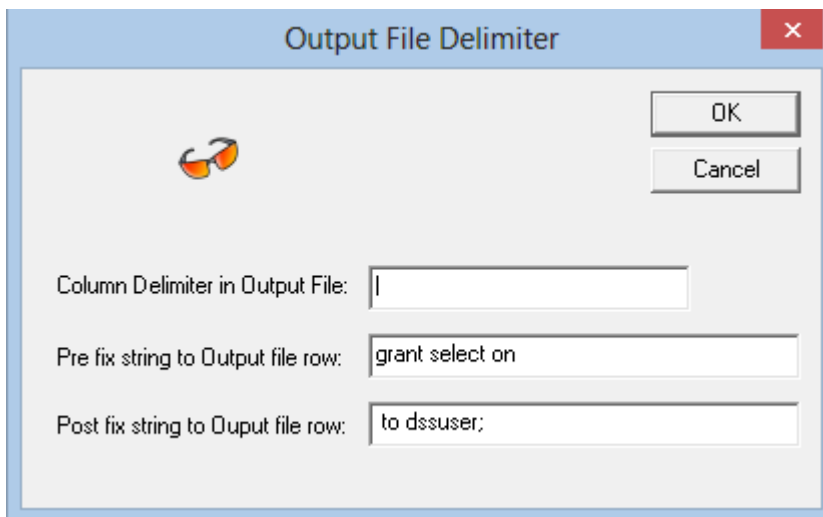 Output File Delimiter
x
OK
Cancel
Column Delimiter in Output File: |
Pre fix string to Output file row: grant select on
Post fix string to Ouput file row: to dssuser;